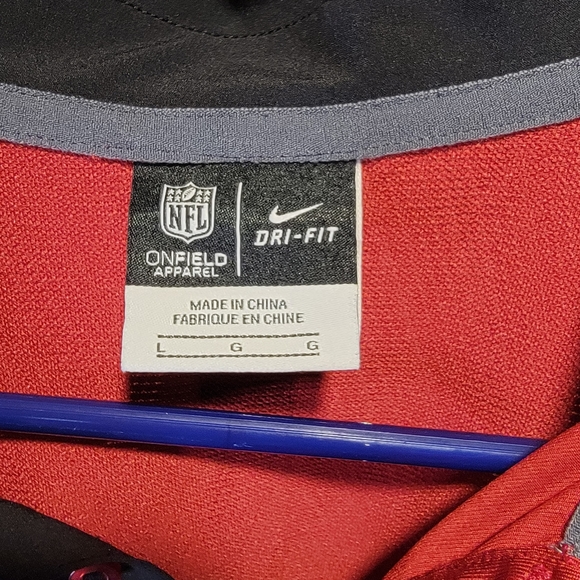 NFL
ONFIELD
APPAREL
DRI-FIT
MADE IN CHINA
FABRIQUE EN CHINE
L G G